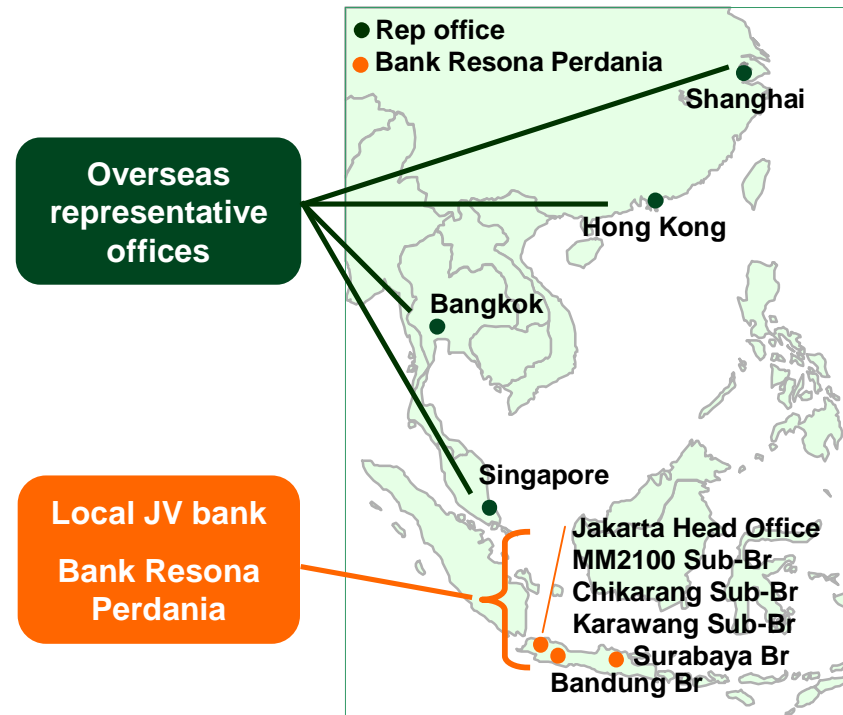 Rep office
Bank Resona Perdania
Shanghai
Overseas
representative
offices
Hong Kong
Bangkok
Singapore
Local JV bank
Bank Resona
Perdania
Jakarta Head Office
MM2100 Sub-Br
Chikarang Sub-Br
Karawang Sub-Br
Surabaya Br
Bandung Br